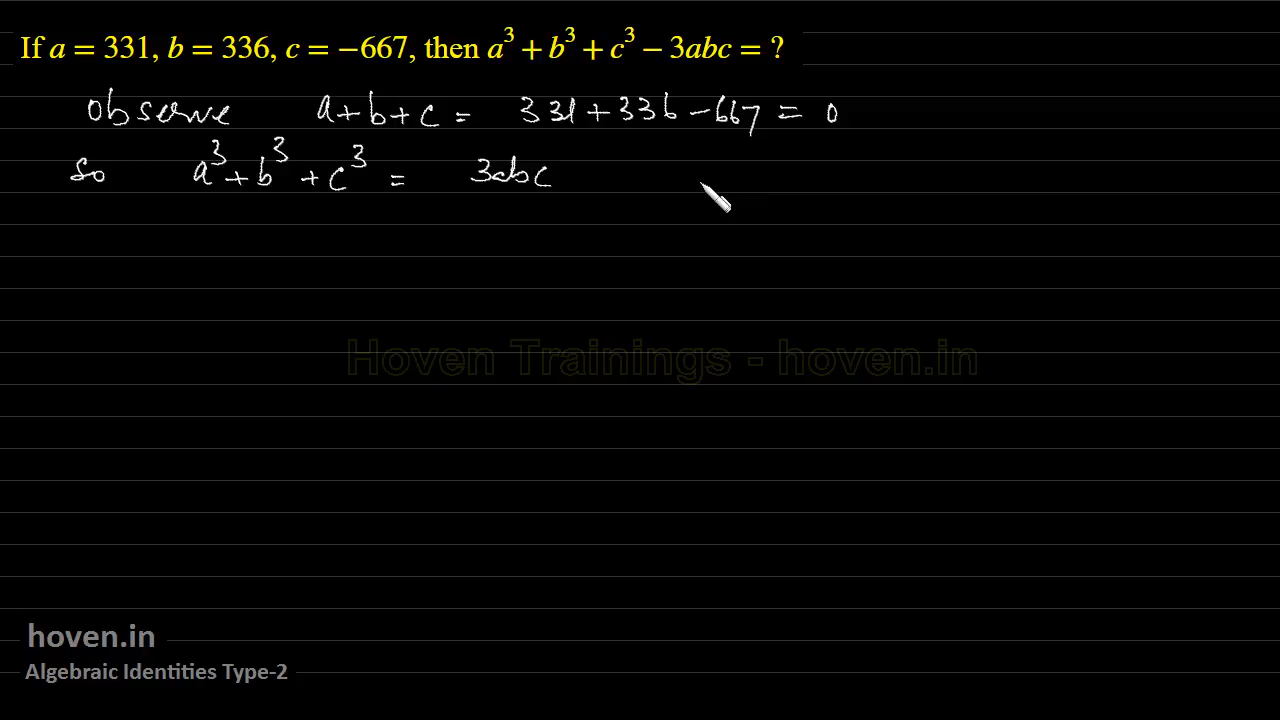 If a = 331, b = 336, c = −667, then a³ + b³ + c³ − 3abc = ?
observe a+b+c = 331+336−667 = 0
So a³+b³+c³ = 3abc
Hoven Trainings - hoven.in
hoven.in
Algebraic Identities Type-2